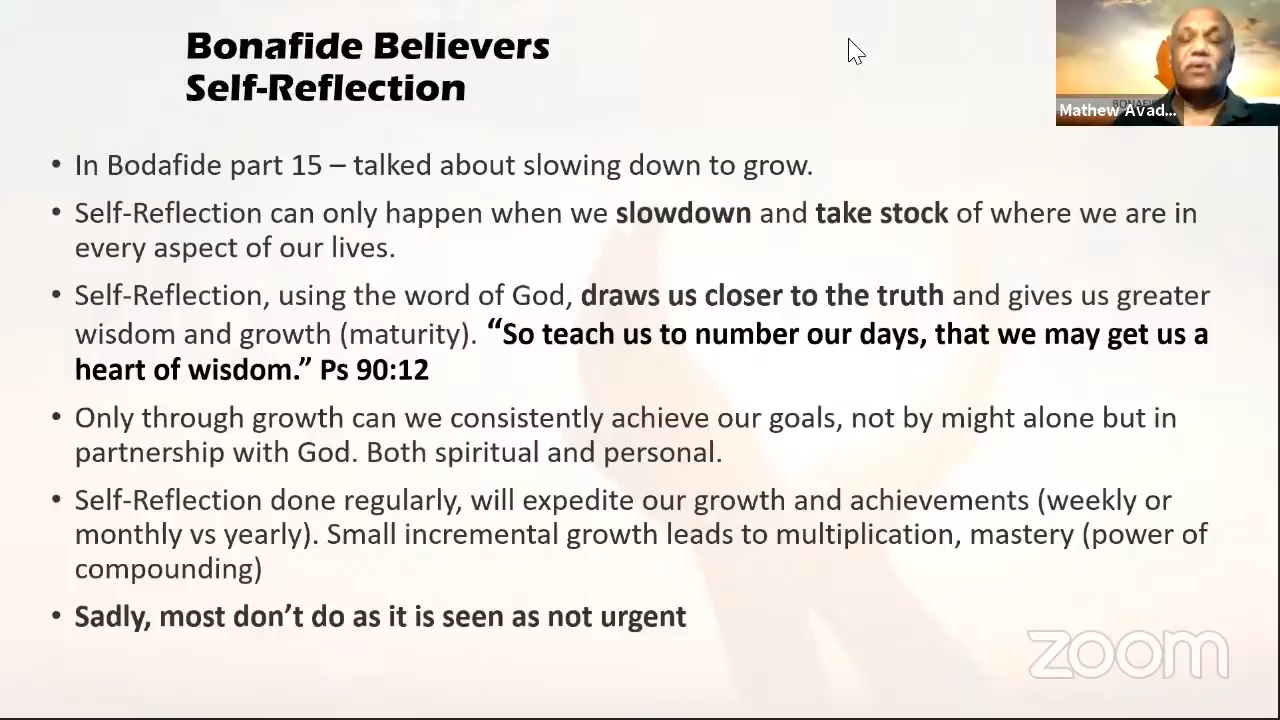 Bonafide Believers
Self-Reflection
Mathew Avad...
• In Bodafide part 15 – talked about slowing down to grow.
• Self-Reflection can only happen when we slowdown and take stock of where we are in
every aspect of our lives.
• Self-Reflection, using the word of God, draws us closer to the truth and gives us greater
wisdom and growth (maturity). “So teach us to number our days, that we may get us a
heart of wisdom.” Ps 90:12
• Only through growth can we consistently achieve our goals, not by might alone but in
partnership with God. Both spiritual and personal.
• Self-Reflection done regularly, will expedite our growth and achievements (weekly or
monthly vs yearly). Small incremental growth leads to multiplication, mastery (power of
compounding)
• Sadly, most don’t do as it is seen as not urgent
zoom